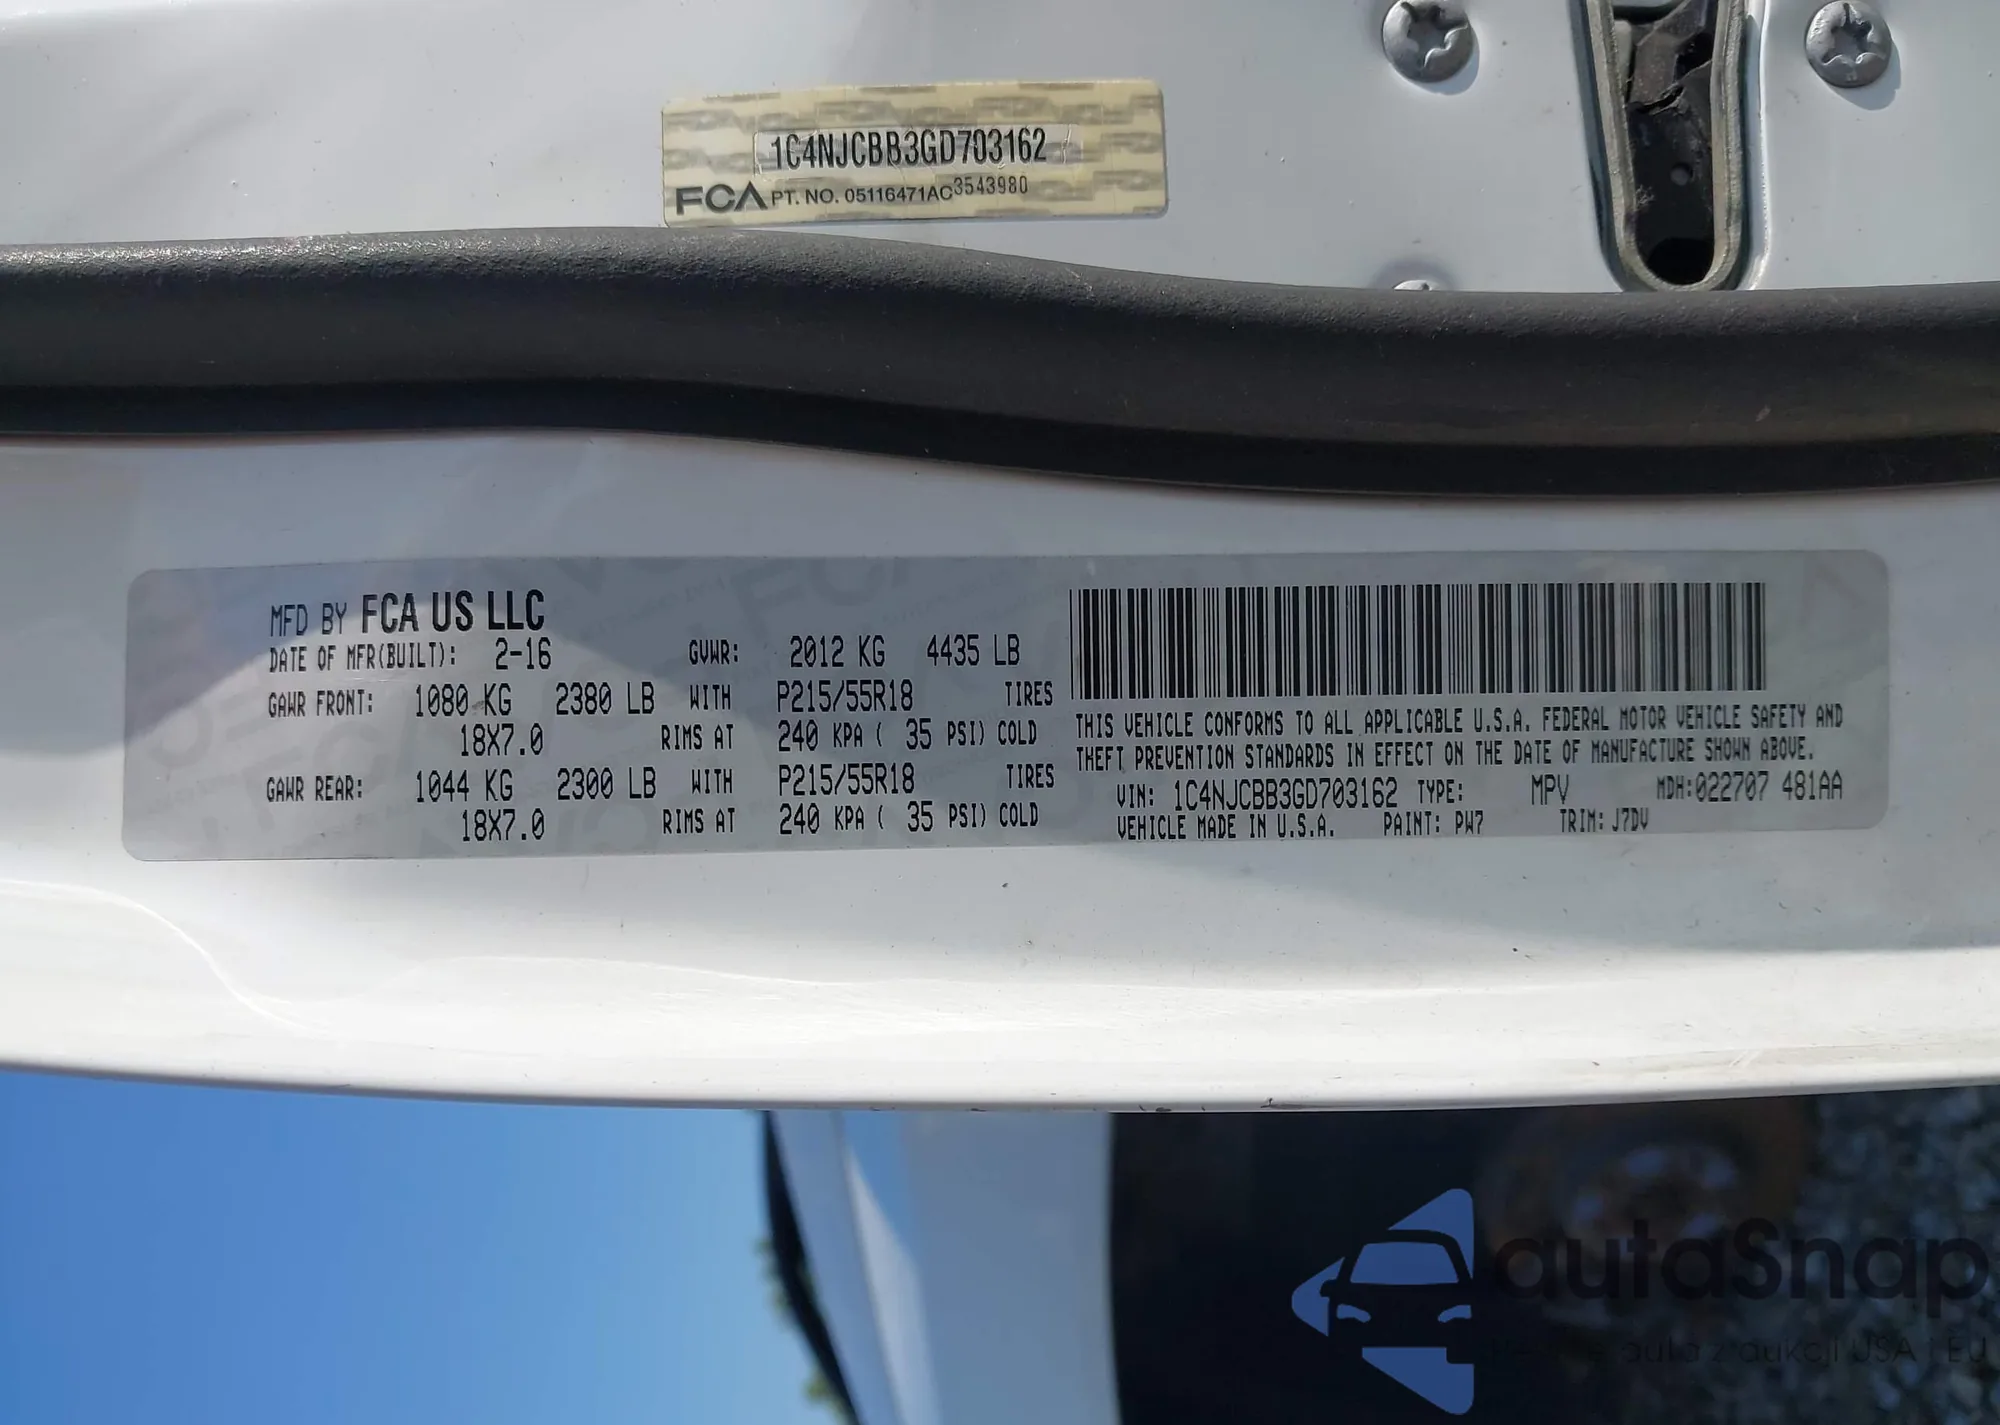 1C4NJCBB3GD703162
FCA PT. NO. 05116471AC 3543980
MFD BY FCA US LLC
DATE OF MFR(BUILT): 2-16 GVWR: 2012 KG 4435 LB
GAWR FRONT: 1080 KG 2380 LB WITH P215/55R18 TIRES
18X7.0 RIMS AT 240 KPA ( 35 PSI) COLD
GAWR REAR: 1044 KG 2300 LB WITH P215/55R18 TIRES
18X7.0 RIMS AT 240 KPA ( 35 PSI) COLD
THIS VEHICLE CONFORMS TO ALL APPLICABLE U.S.A. FEDERAL MOTOR VEHICLE SAFETY AND
THEFT PREVENTION STANDARDS IN EFFECT ON THE DATE OF MANUFACTURE SHOWN ABOVE.
VIN: 1C4NJCBB3GD703162 TYPE: MPV MDH:022707 481AA
VEHICLE MADE IN U.S.A. PAINT: PW7 TRIM: J7DV
autaSnap
auta z aukcji USA i EU